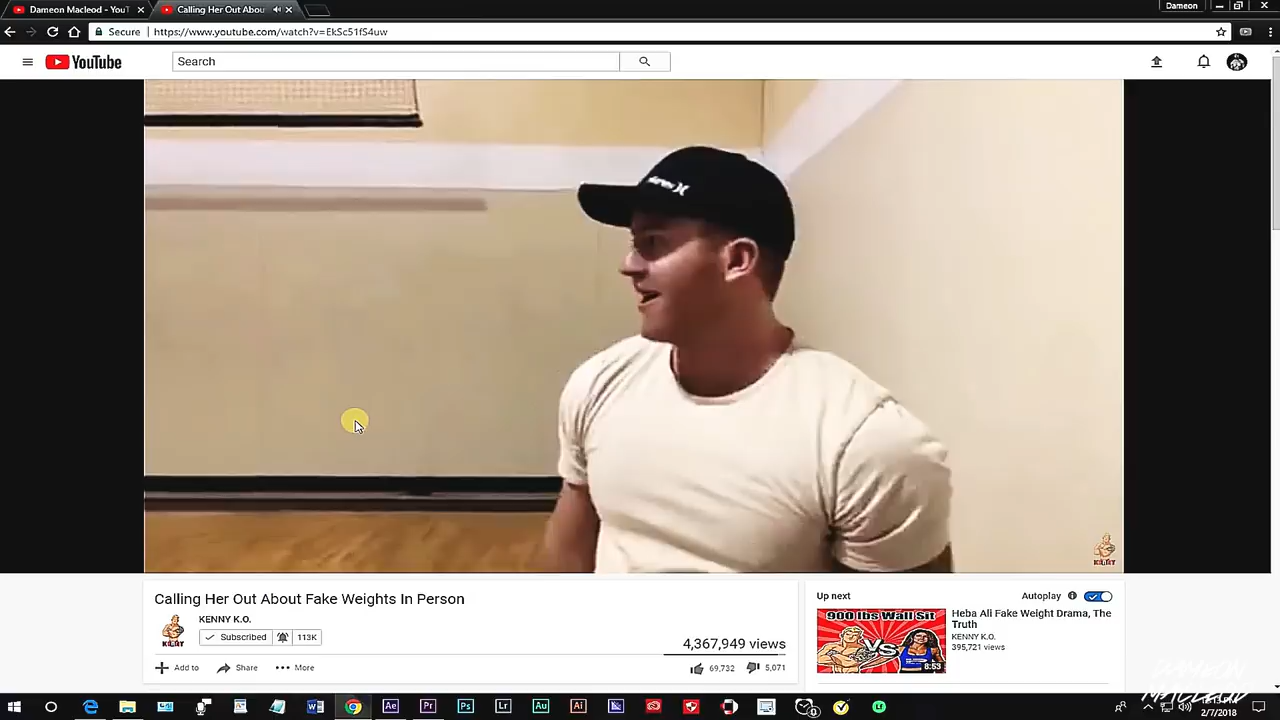 Dameon Macleod - YouT
Calling Her Out Abou
Dameon
Secure
https://www.youtube.com/watch?v=EkSc51fS4uw
YouTube
Search
Calling Her Out About Fake Weights In Person
KENNY K.O.
Subscribed
113K
4,367,949 views
Add to
Share
More
69,732
5,071
Up next
Autoplay
900 lbs Wall Sit
VS
8:53
Heba Ali Fake Weight Drama, The
Truth
KENNY K.O.
395,721 views
DAMEON
MACLEOD
2/7/2018